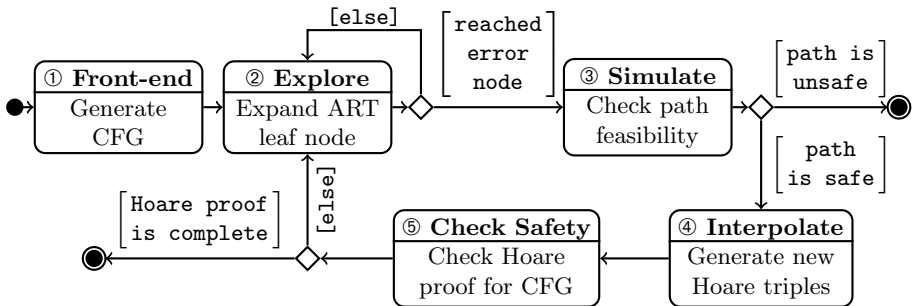 [else]
reached
error
node
path is
unsafe
① Front-end
Generate
CFG
② Explore
Expand ART
leaf node
③ Simulate
Check path
feasibility
path
is safe
[else]
Hoare proof
is complete
⑤ Check Safety
Check Hoare
proof for CFG
④ Interpolate
Generate new
Hoare triples